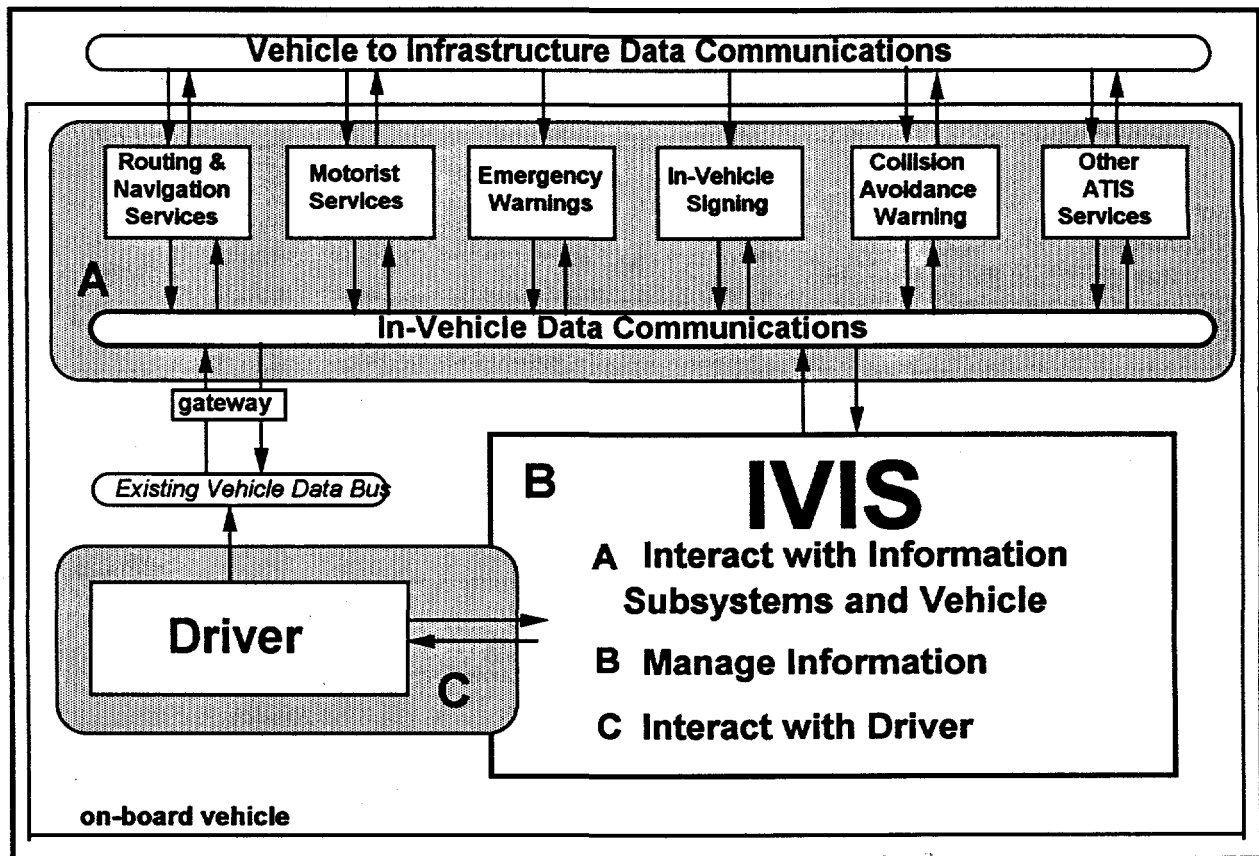 Vehicle to Infrastructure Data Communications
Routing &
Navigation
Services
Motorist
Services
Emergency
Warnings
In-Vehicle
Signing
Collision
Avoidance
Warning
Other
ATIS
Services
A
In-Vehicle Data Communications
gateway
Existing Vehicle Data Bus
B
IVIS
A Interact with Information
Subsystems and Vehicle
B Manage Information
C Interact with Driver
Driver
C
on-board vehicle